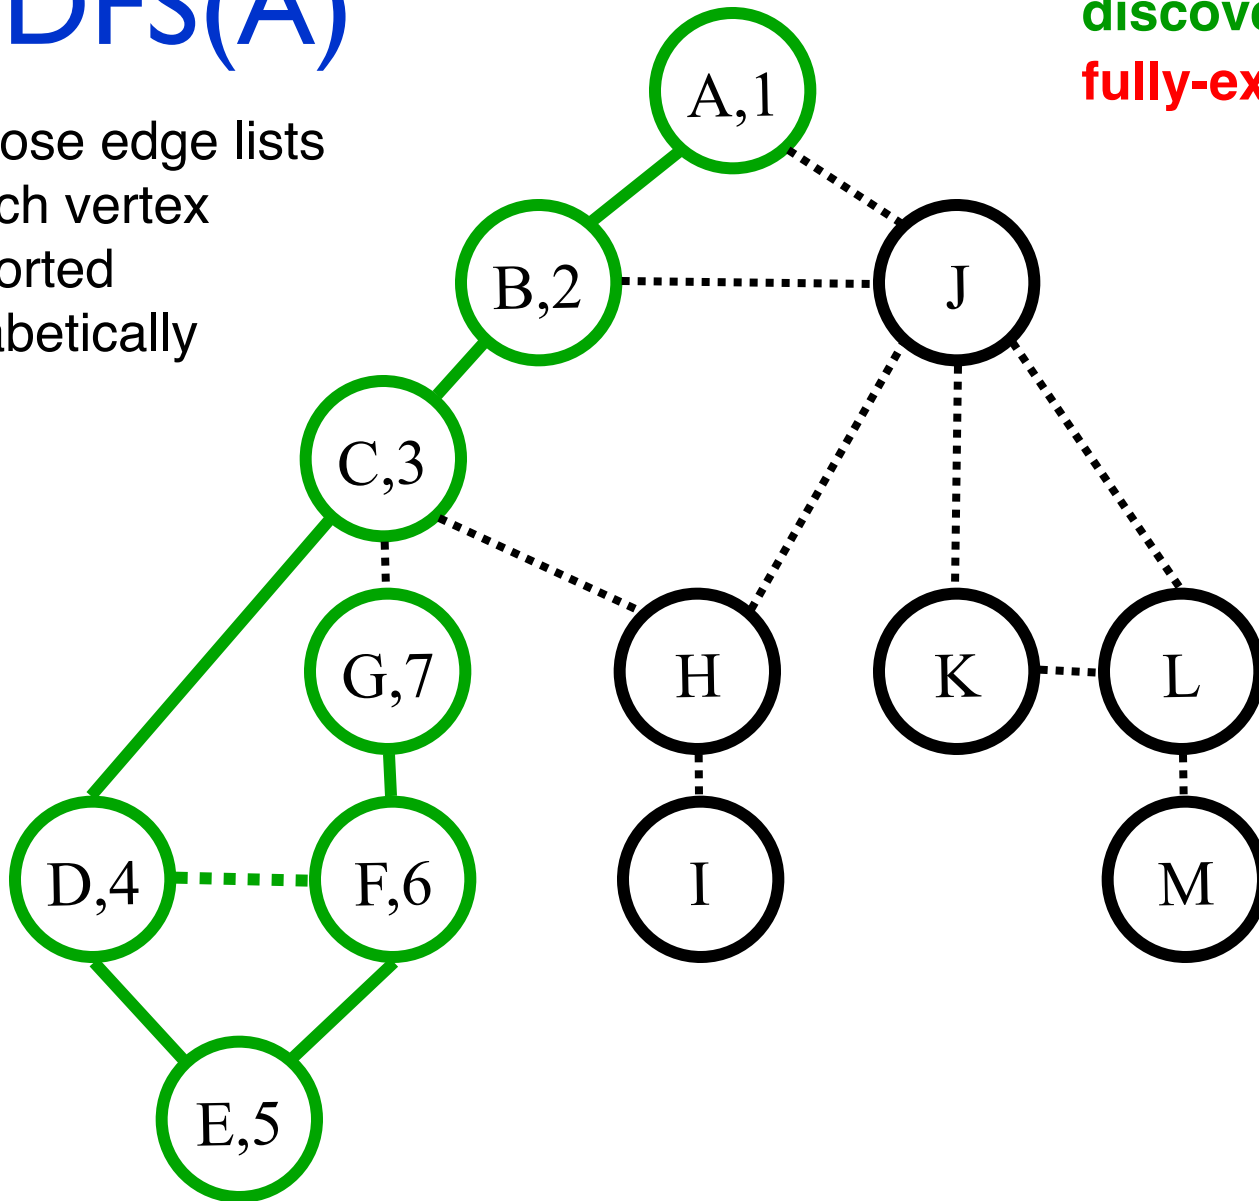 DFS(A)
discove
fully-ex
ose edge lists
ch vertex
orted
abetically
A,1
B,2
J
C,3
G,7
H
K
L
D,4
F,6
I
M
E,5